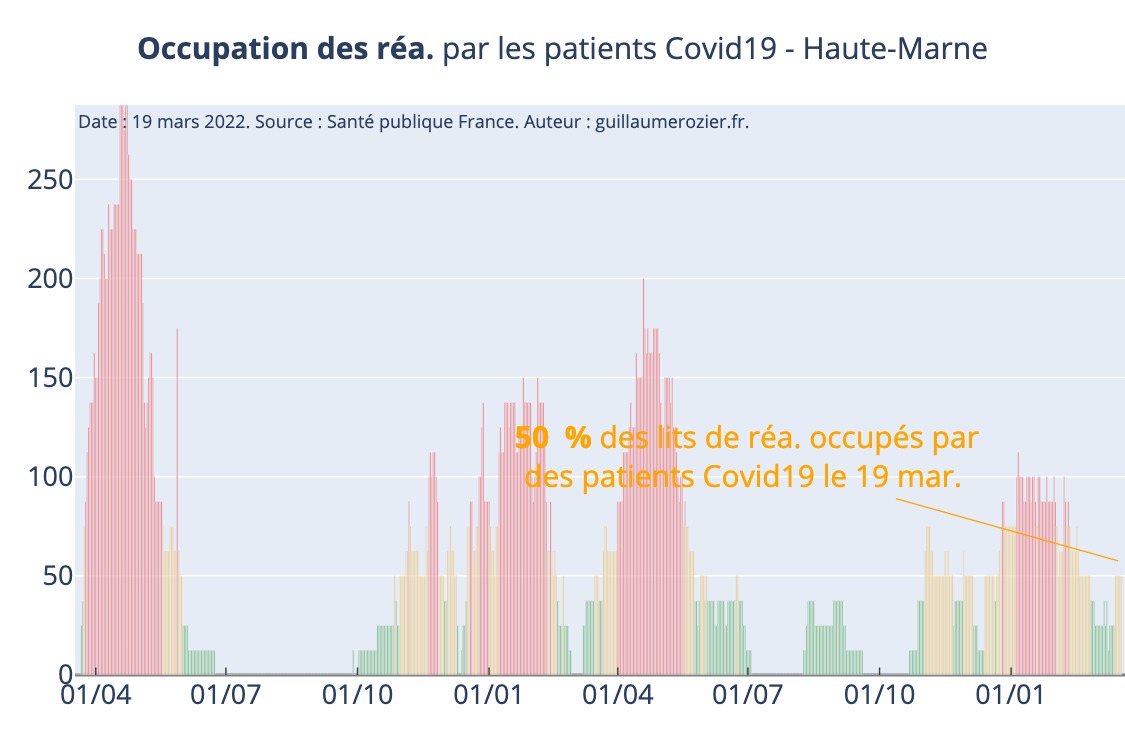 Occupation des réa. par les patients Covid19 - Haute-Marne
Date : 19 mars 2022. Source : Santé publique France. Auteur : guillaumerozier.fr.
250
200
150
100
50
0
50 % des lits de réa. occupés par
des patients Covid19 le 19 mar.
01/04 01/07 01/10 01/01 01/04 01/07 01/10 01/01